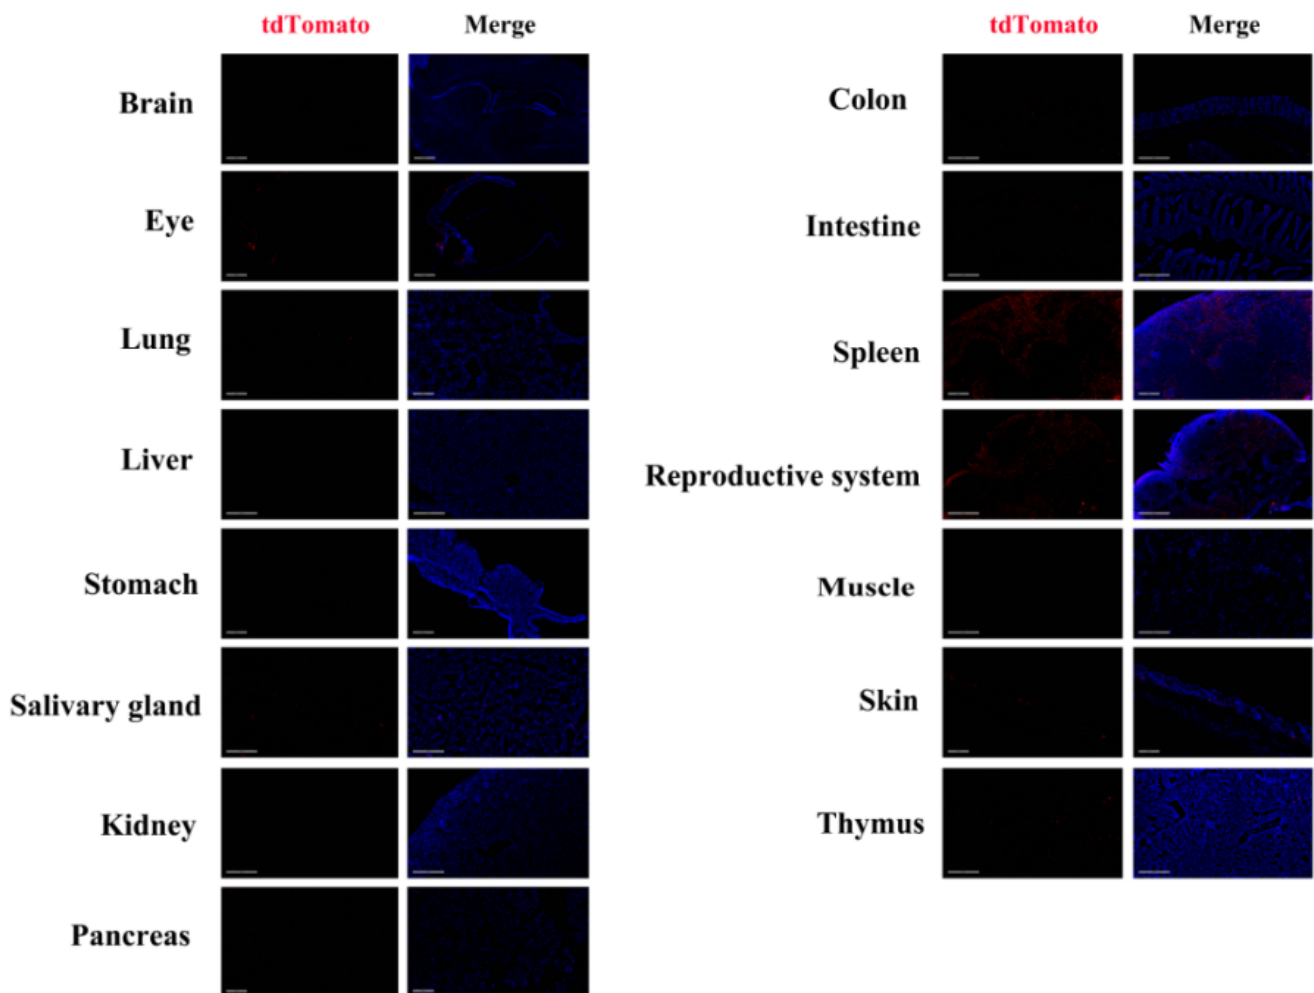 tdTomato Merge
Brain
Eye
Lung
Liver
Stomach
Salivary gland
Kidney
Pancreas
tdTomato Merge
Colon
Intestine
Spleen
Reproductive system
Muscle
Skin
Thymus